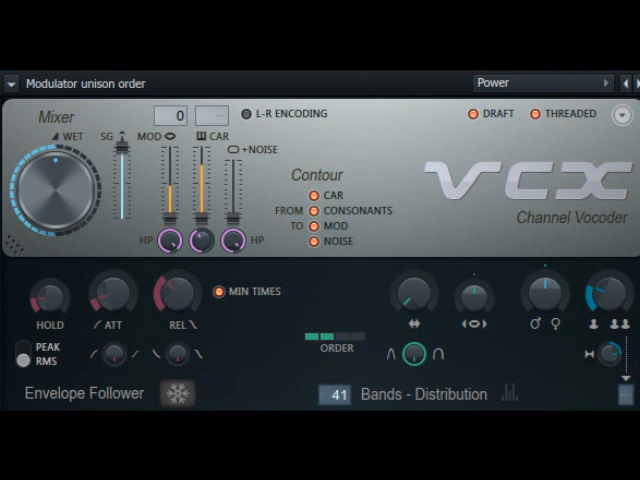 Modulator unison order
Power
Mixer
0
L-R ENCODING
DRAFT
THREADED
WET
SG
MOD
CAR
+NOISE
VCX
Channel Vocoder
Contour
CAR
FROM CONSONANTS
TO MOD
NOISE
HP
HP
MIN TIMES
HOLD
ATT
REL
ORDER
PEAK
RMS
Envelope Follower
41 Bands - Distribution